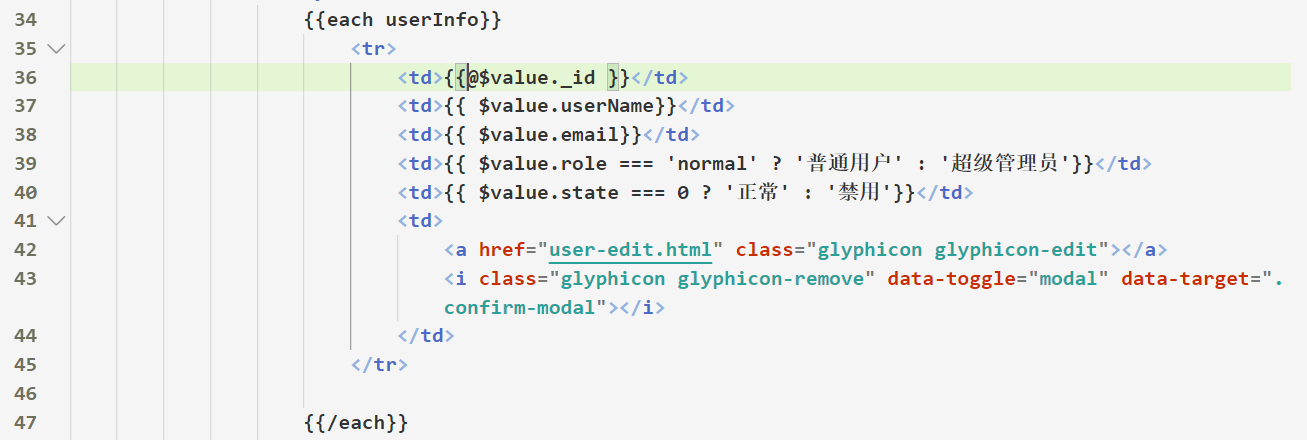 34 {{each userInfo}}
35 <tr>
36 <td>{{@$value._id }}</td>
37 <td>{{ $value.userName}}</td>
38 <td>{{ $value.email}}</td>
39 <td>{{ $value.role === 'normal' ? '普通用户' : '超级管理员'}}</td>
40 <td>{{ $value.state === 0 ? '正常' : '禁用'}}</td>
41 <td>
42 <a href="user-edit.html" class="glyphicon glyphicon-edit"></a>
43 <i class="glyphicon glyphicon-remove" data-toggle="modal" data-target=".
confirm-modal"></i>
44 </td>
45 </tr>
46
47 {{/each}}